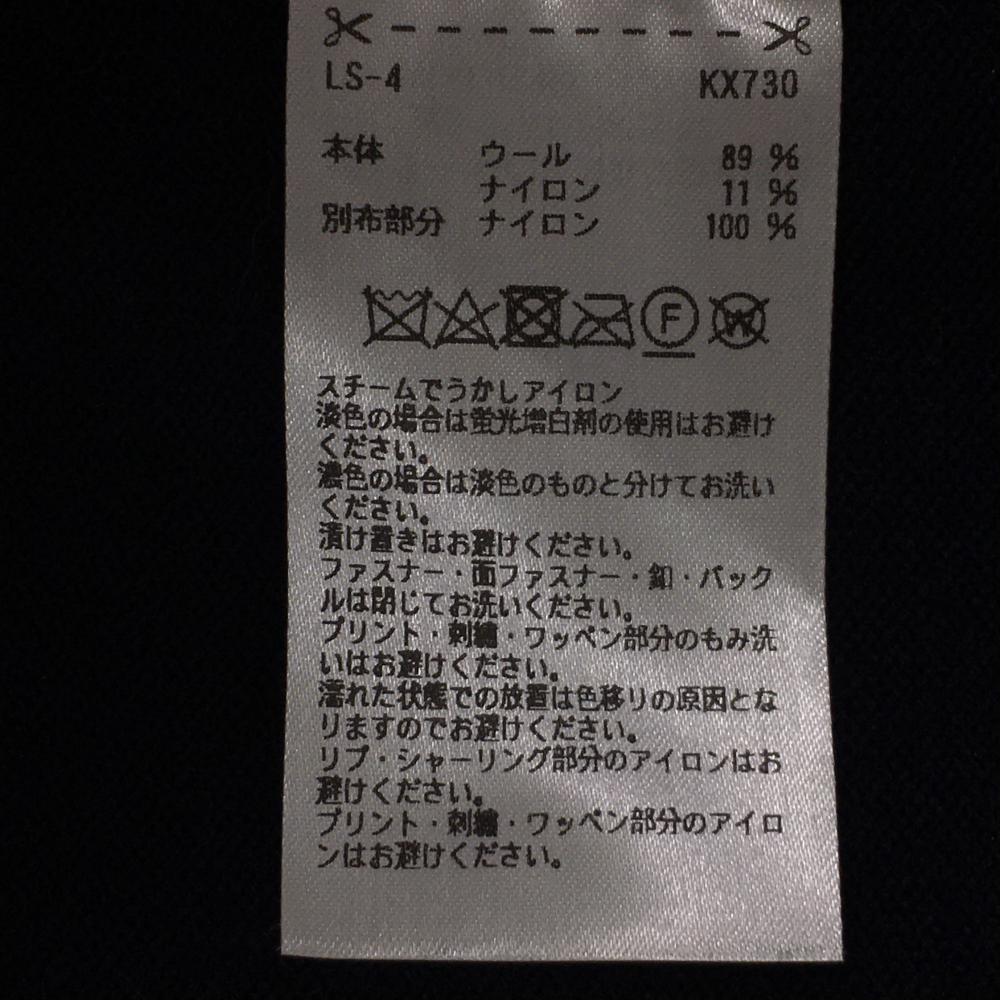 LS-4 KX730
本体 ウール 89 %
ナイロン 11 %
別布部分 ナイロン 100 %
F W
スチームでうかしアイロン
淡色の場合は蛍光増白剤の使用はお避け
ください。
濃色の場合は淡色のものと分けてお洗い
ください。
漬け置きはお避けください。
ファスナー・面ファスナー・釦・バック
ルは閉じてお洗いください。
プリント・刺繍・ワッペン部分のもみ洗
いはお避けください。
濡れた状態での放置は色移りの原因とな
りますのでお避けください。
リブ・シャーリング部分のアイロンはお
避けください。
プリント・刺繍・ワッペン部分のアイロ
ンはお避けください。